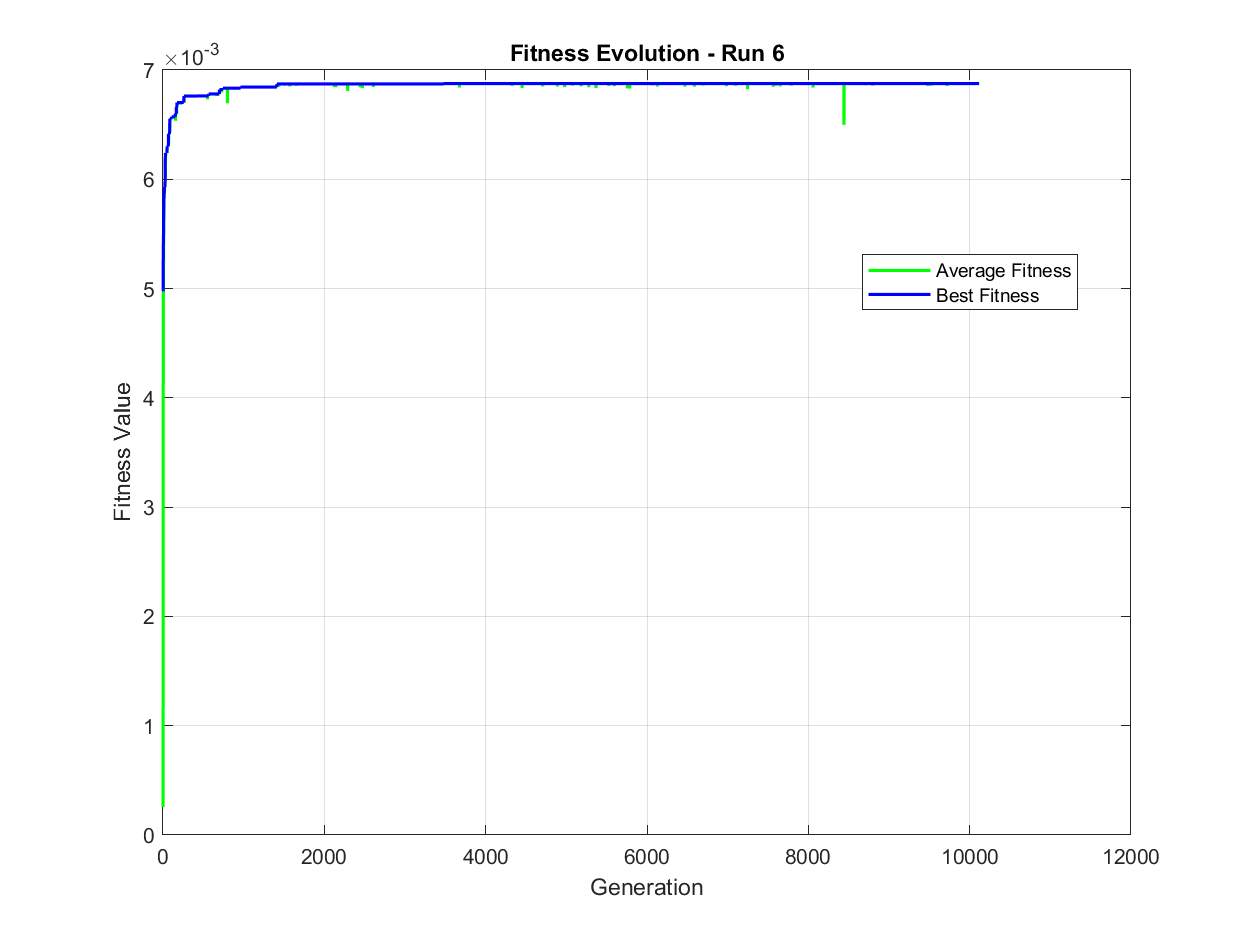 Fitness Evolution - Run 6
×10-3
7
6
5
4
3
2
1
0
0 2000 4000 6000 8000 10000 12000
Fitness Value
Generation
Average Fitness
Best Fitness